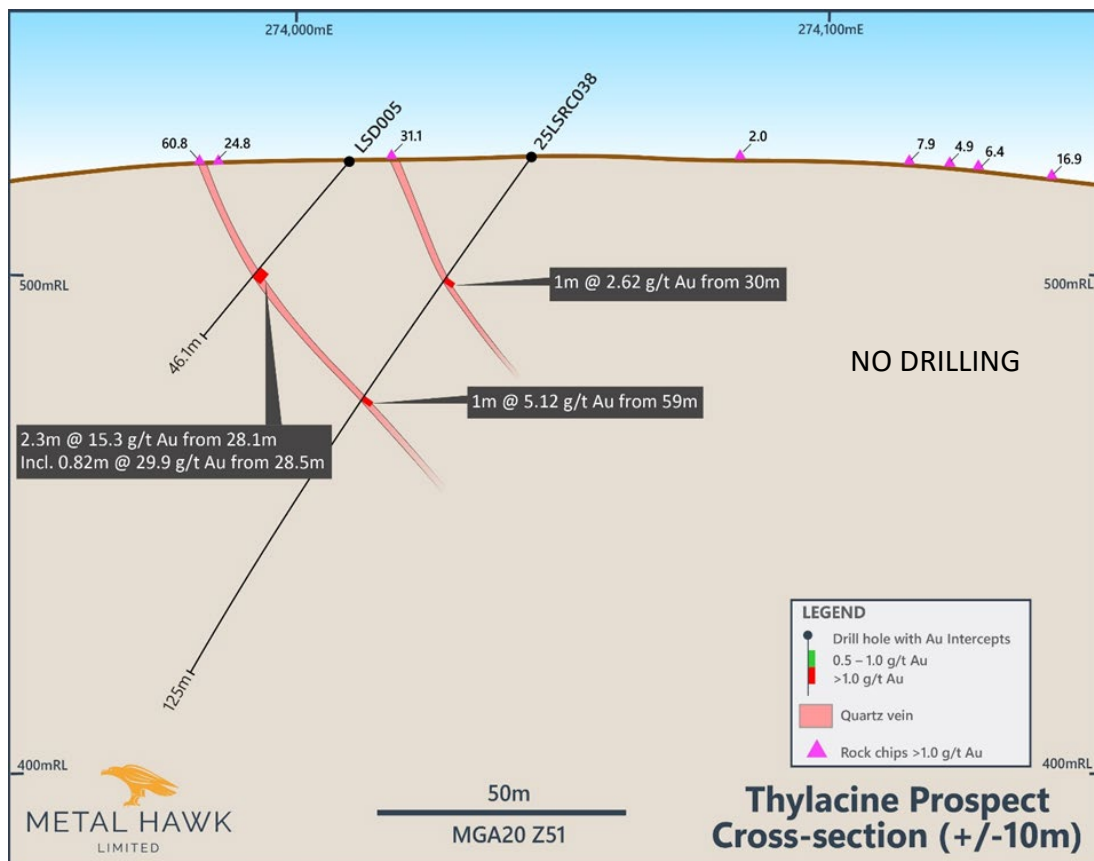 274,000mE
274,100mE
LSD005
25LSRC038
60.8
24.8
31.1
2.0
7.9
4.9
6.4
16.9
500mRL
500mRL
1m @ 2.62 g/t Au from 30m
46.1m
NO DRILLING
1m @ 5.12 g/t Au from 59m
2.3m @ 15.3 g/t Au from 28.1m
Incl. 0.82m @ 29.9 g/t Au from 28.5m
125m
LEGEND
Drill hole with Au Intercepts
0.5 – 1.0 g/t Au
>1.0 g/t Au
Quartz vein
Rock chips >1.0 g/t Au
400mRL
400mRL
METAL HAWK
LIMITED
50m
MGA20 Z51
Thylacine Prospect
Cross-section (+/-10m)